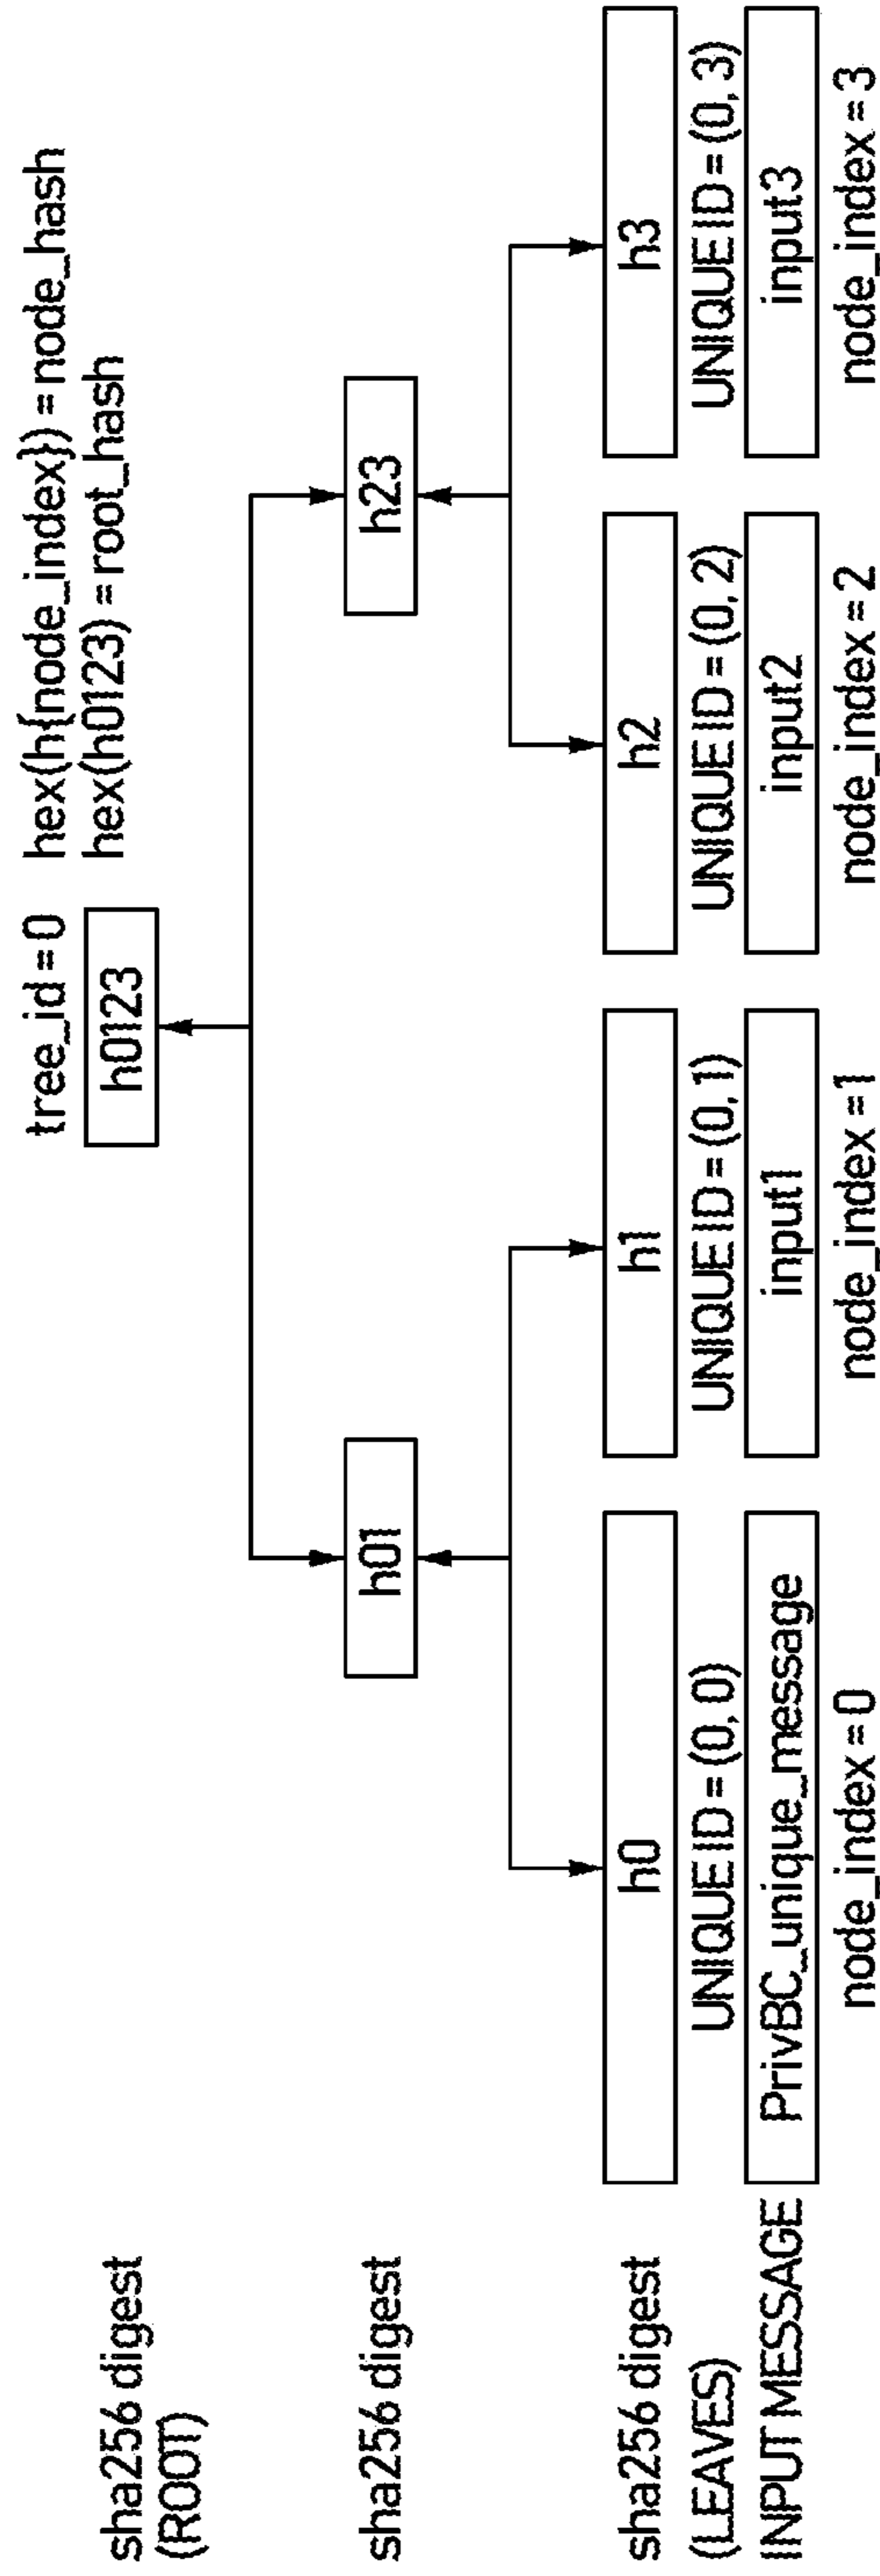 tree_id = 0
hex(h{node_index}) = node_hash
hex(h0123) = root_hash
sha256 digest
(ROOT)
h0123
sha256 digest
h01
h23
sha256 digest
(LEAVES)
h0
h1
h2
h3
UNIQUE ID = (0, 0)
UNIQUE ID = (0, 1)
UNIQUE ID = (0, 2)
UNIQUE ID = (0, 3)
INPUT MESSAGE
PrivBC_unique_message
input1
input2
input3
node_index = 0
node_index = 1
node_index = 2
node_index = 3